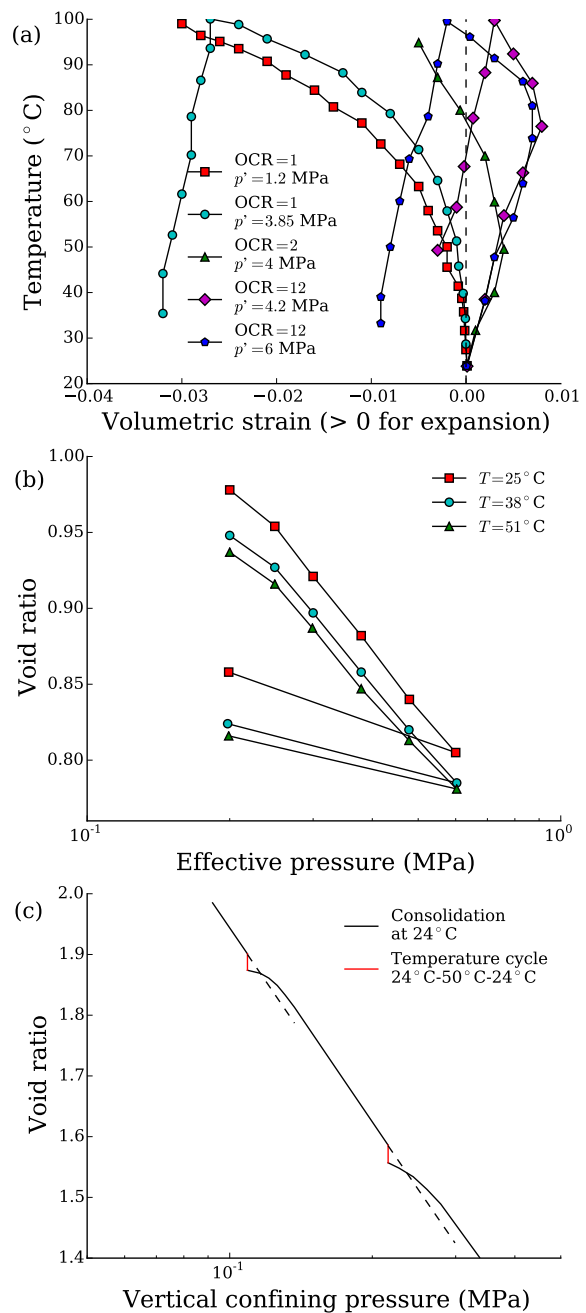 (a)
Temperature (°C)
100
90
80
70
60
50
40
30
20
OCR=1
p'=1.2 MPa
OCR=1
p'=3.85 MPa
OCR=2
p'=4 MPa
OCR=12
p'=4.2 MPa
OCR=12
p'=6 MPa
−0.04 −0.03 −0.02 −0.01 0.00 0.01
Volumetric strain (> 0 for expansion)
(b)
Void ratio
1.00
0.95
0.90
0.85
0.80
T=25°C
T=38°C
T=51°C
10⁻¹ 10⁰
Effective pressure (MPa)
(c)
Void ratio
2.0
1.9
1.8
1.7
1.6
1.5
1.4
Consolidation
at 24°C
Temperature cycle
24°C-50°C-24°C
10⁻¹
Vertical confining pressure (MPa)